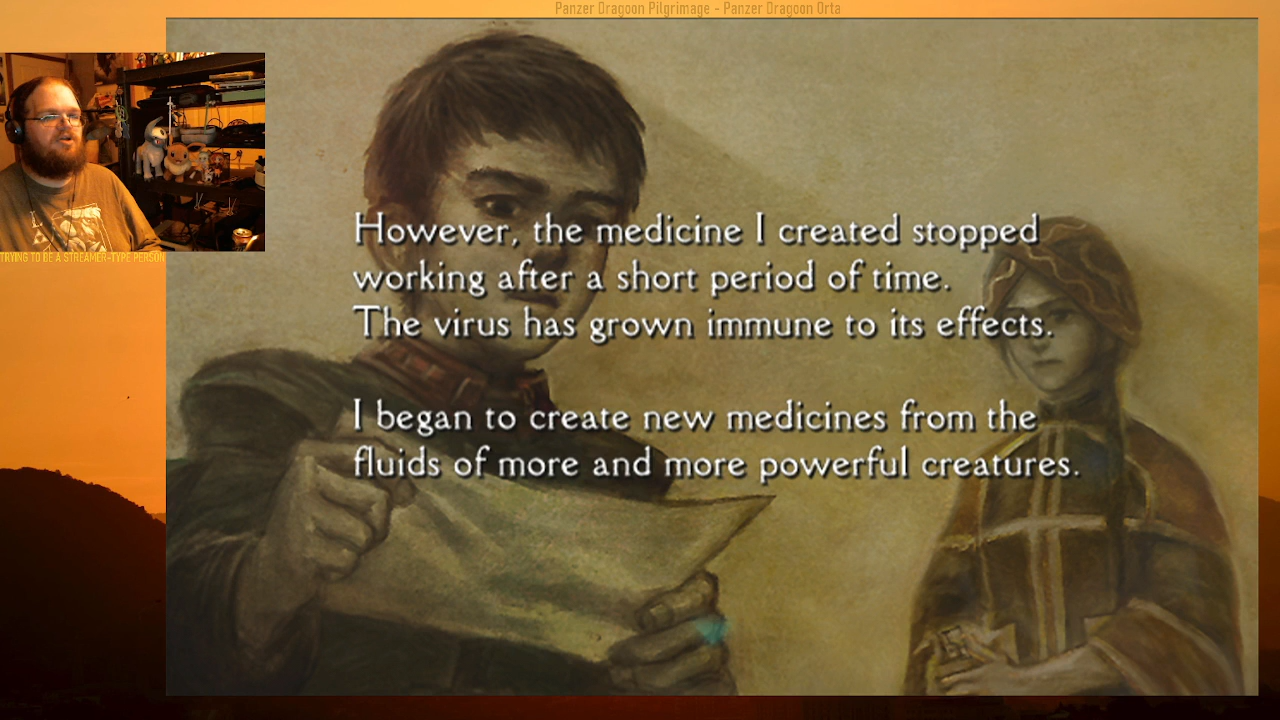 Panzer Dragoon Pilgrimage - Panzer Dragoon Orta
However, the medicine I created stopped
working after a short period of time.
The virus has grown immune to its effects.
I began to create new medicines from the
fluids of more and more powerful creatures.
TRYING TO BE A STREAMER-TYPE PERSON